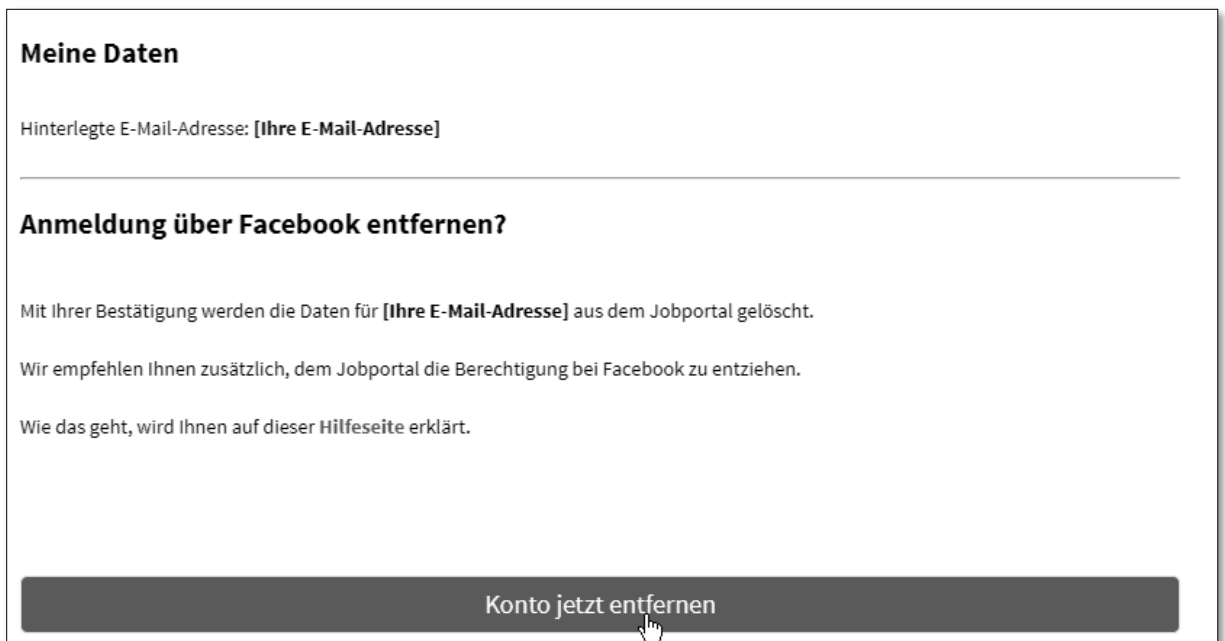 Meine Daten
Hinterlegte E-Mail-Adresse: [Ihre E-Mail-Adresse]
Anmeldung über Facebook entfernen?
Mit Ihrer Bestätigung werden die Daten für [Ihre E-Mail-Adresse] aus dem Jobportal gelöscht.
Wir empfehlen Ihnen zusätzlich, dem Jobportal die Berechtigung bei Facebook zu entziehen.
Wie das geht, wird Ihnen auf dieser Hilfeseite erklärt.
Konto jetzt entfernen